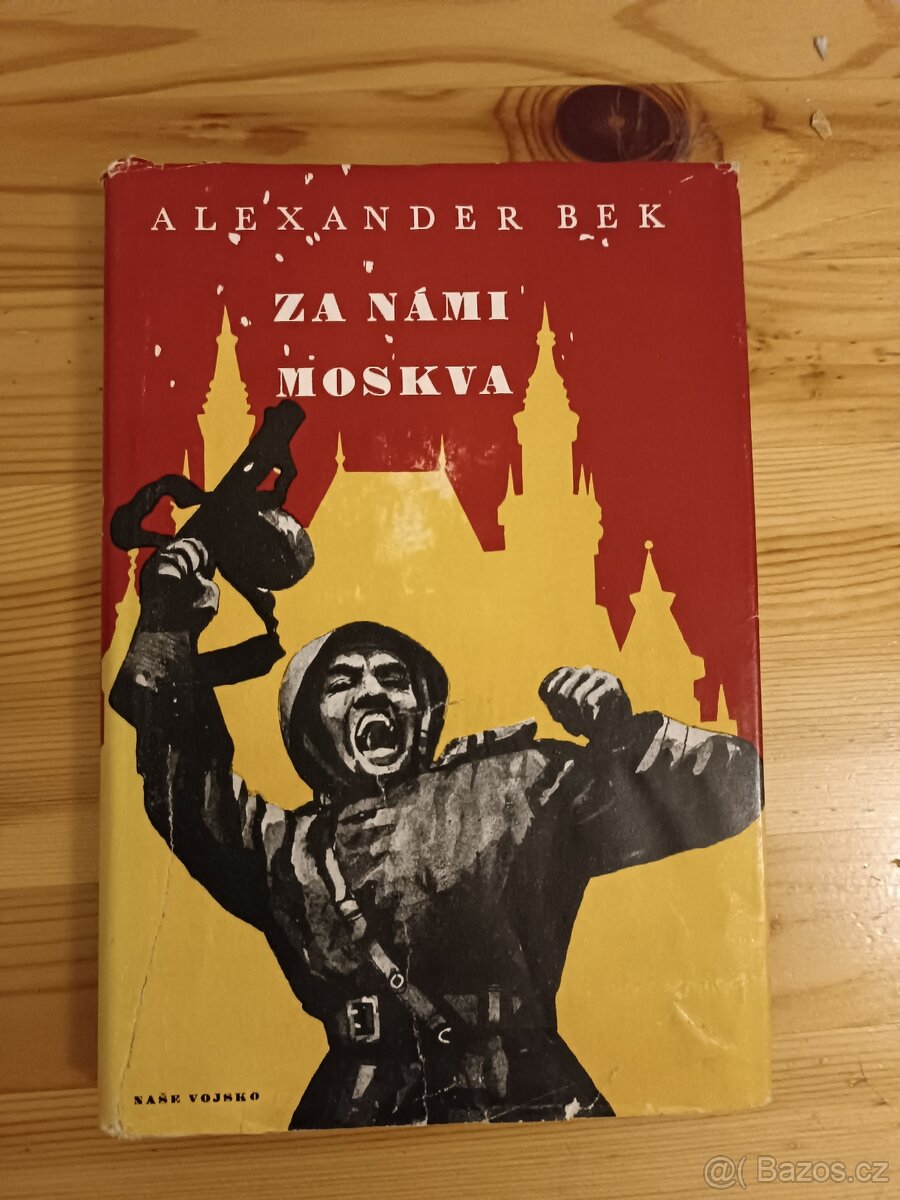 ALEXANDER BEK
ZA NÁMI
MOSKVA
NAŠE VOJSKO
@( Bazos.cz